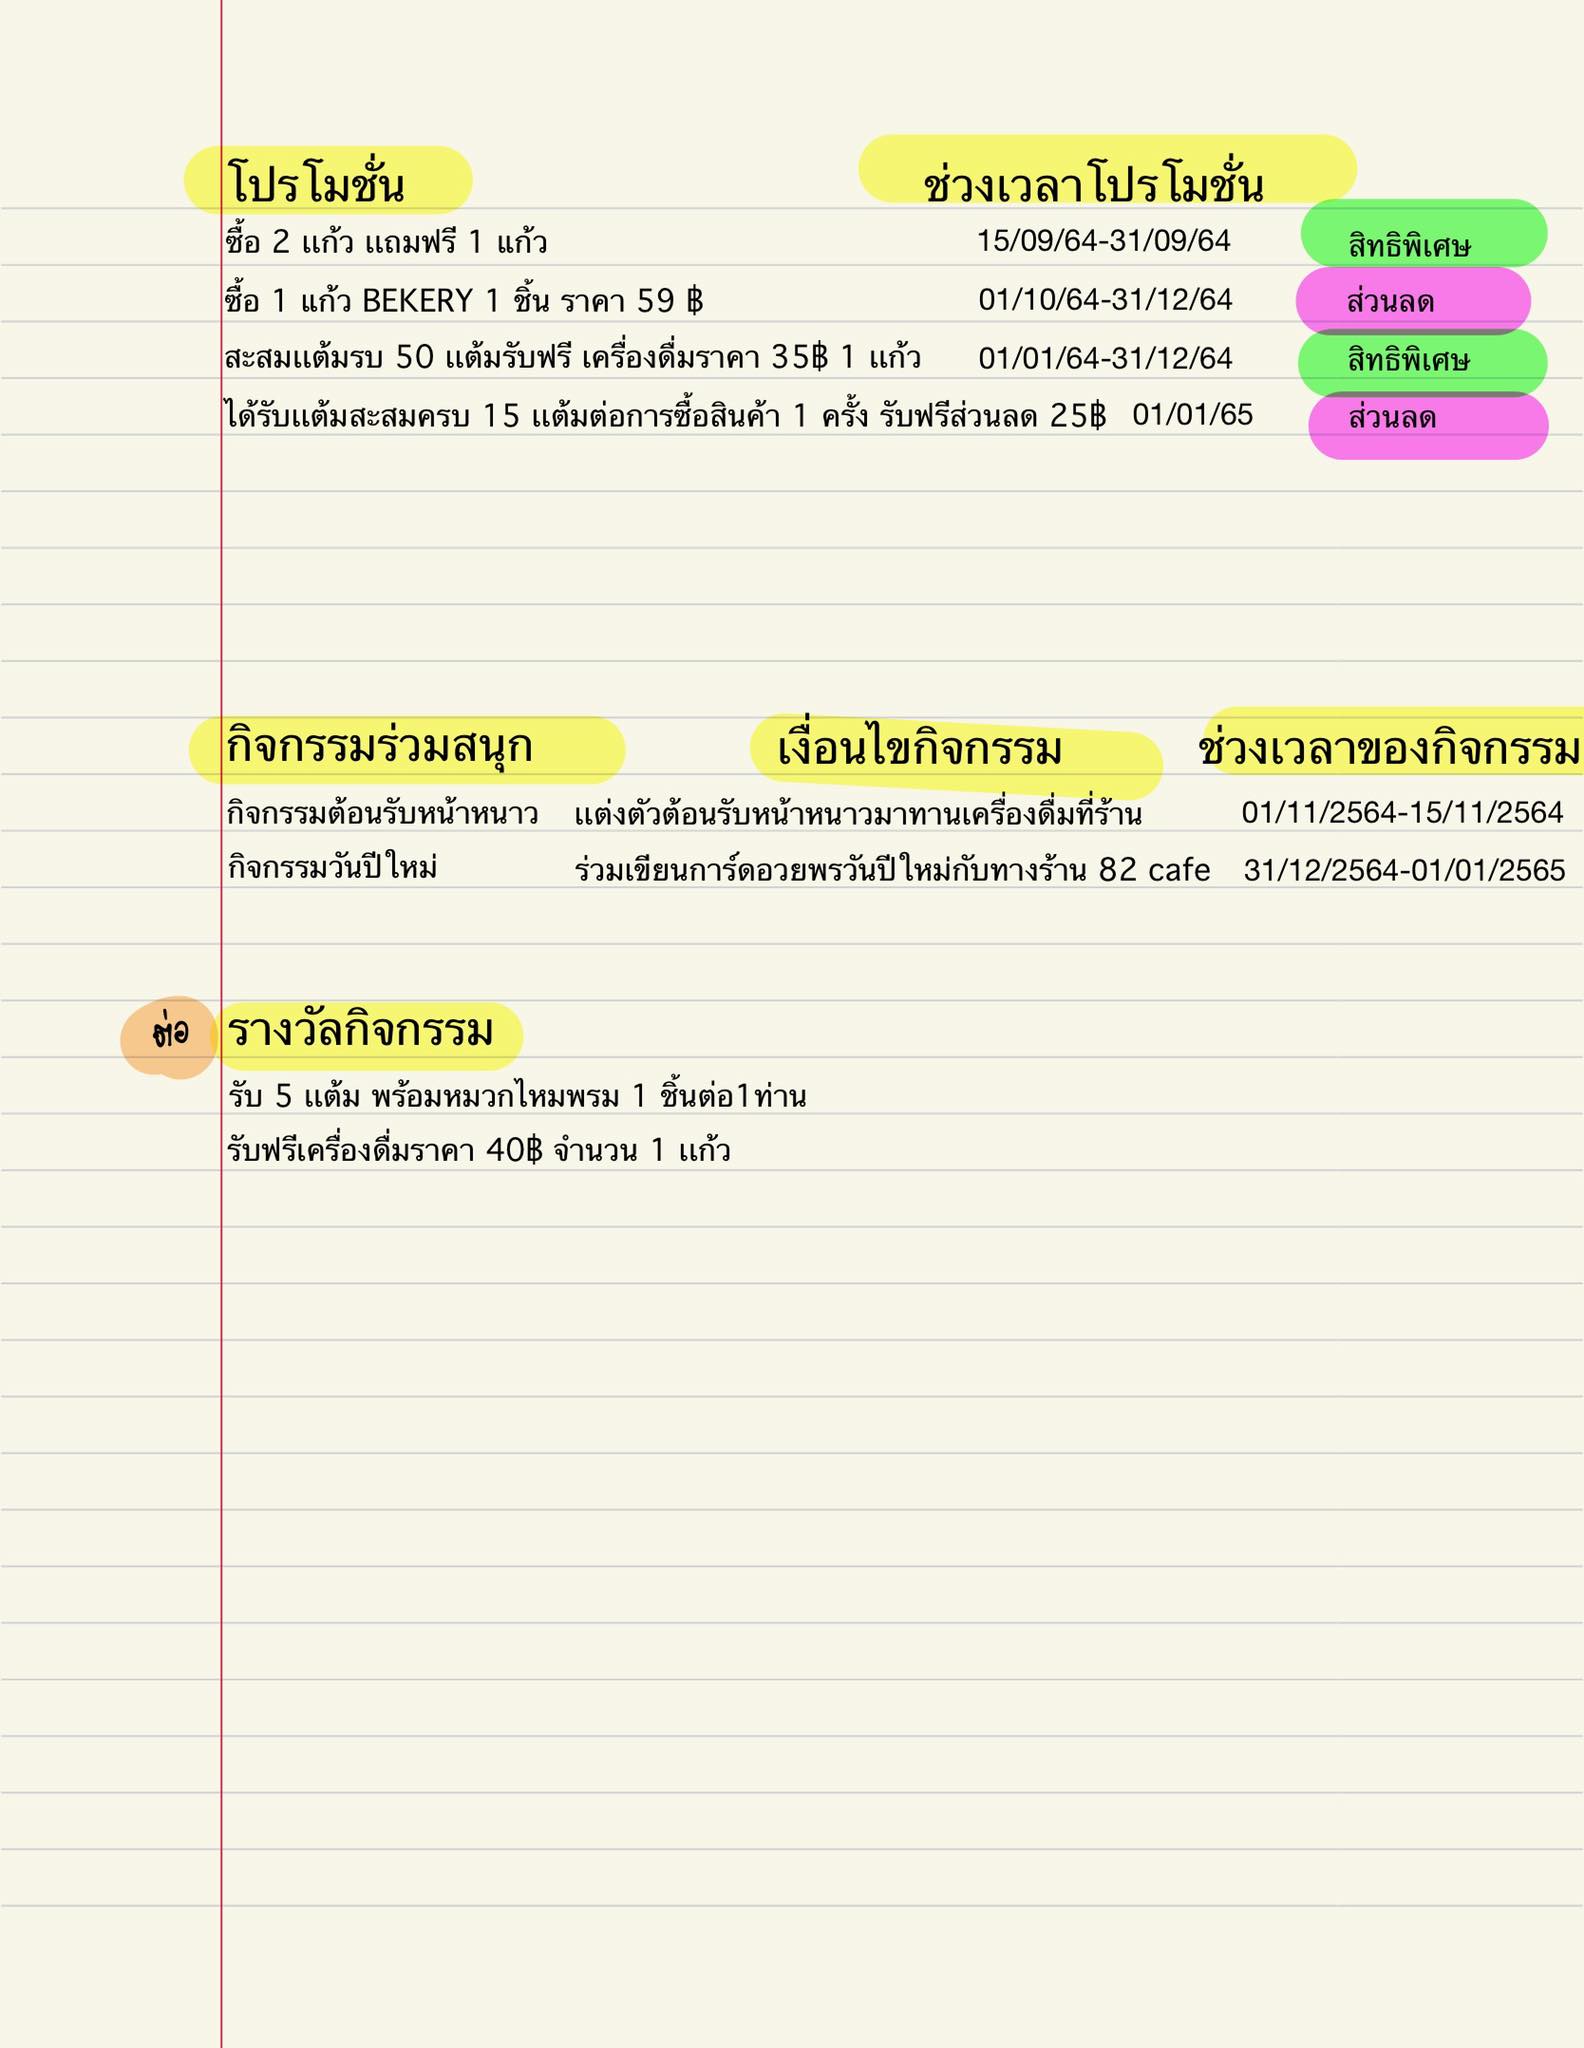 โปรโมชั่น ช่วงเวลาโปรโมชั่น
ซื้อ 2 แก้ว แถมฟรี 1 แก้ว 15/09/64-31/09/64 สิทธิพิเศษ
ซื้อ 1 แก้ว BEKERY 1 ชิ้น ราคา 59 ฿ 01/10/64-31/12/64 ส่วนลด
สะสมแต้มรบ 50 แต้มรับฟรี เครื่องดื่มราคา 35฿ 1 แก้ว 01/01/64-31/12/64 สิทธิพิเศษ
ได้รับแต้มสะสมครบ 15 แต้มต่อการซื้อสินค้า 1 ครั้ง รับฟรีส่วนลด 25฿ 01/01/65 ส่วนลด
กิจกรรมร่วมสนุก เงื่อนไขกิจกรรม ช่วงเวลาของกิจกรรม
กิจกรรมต้อนรับหน้าหนาว แต่งตัวต้อนรับหน้าหนาวมาทานเครื่องดื่มที่ร้าน 01/11/2564-15/11/2564
กิจกรรมวันปีใหม่ ร่วมเขียนการ์ดอวยพรวันปีใหม่กับทางร้าน 82 cafe 31/12/2564-01/01/2565
ต่อ รางวัลกิจกรรม
รับ 5 แต้ม พร้อมหมวกไหมพรม 1 ชิ้นต่อ1ท่าน
รับฟรีเครื่องดื่มราคา 40฿ จำนวน 1 แก้ว